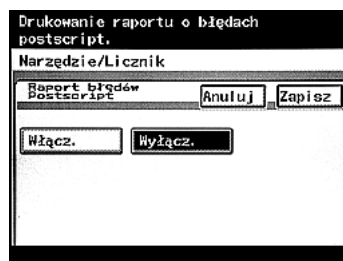 Drukowanie raportu o błędach
postscript.
Narzędzie/Licznik
Raport błędów
Postscript
Anuluj
Zapisz
Włącz.
Wyłącz.